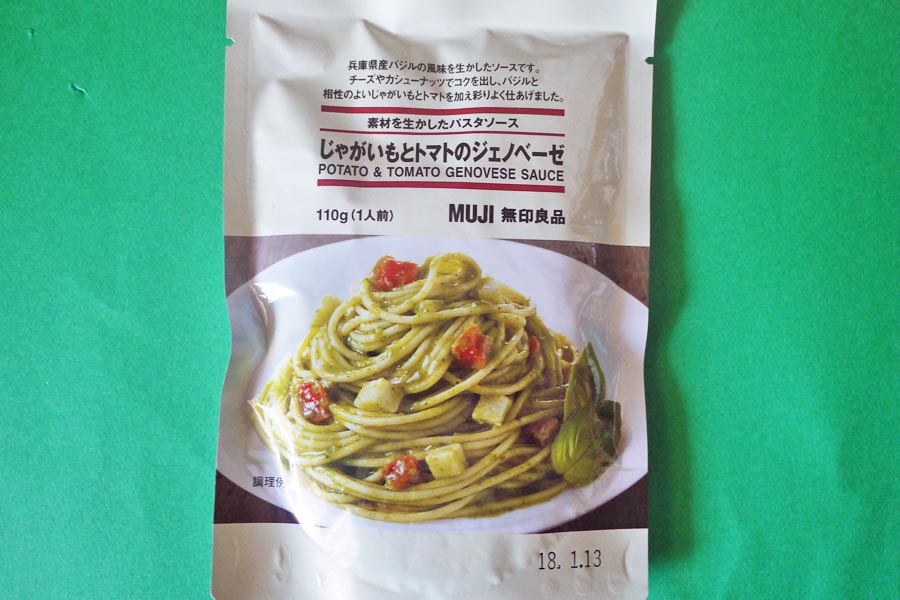 兵庫県産バジルの風味を生かしたソースです。
チーズやカシューナッツでコクを出し、バジルと
相性のよいじゃがいもとトマトを加え彩りよく仕あげました。
素材を生かしたパスタソース
じゃがいもとトマトのジェノベーゼ
POTATO & TOMATO GENOVESE SAUCE
110g(1人前)
MUJI 無印良品
調理例
18. 1.13